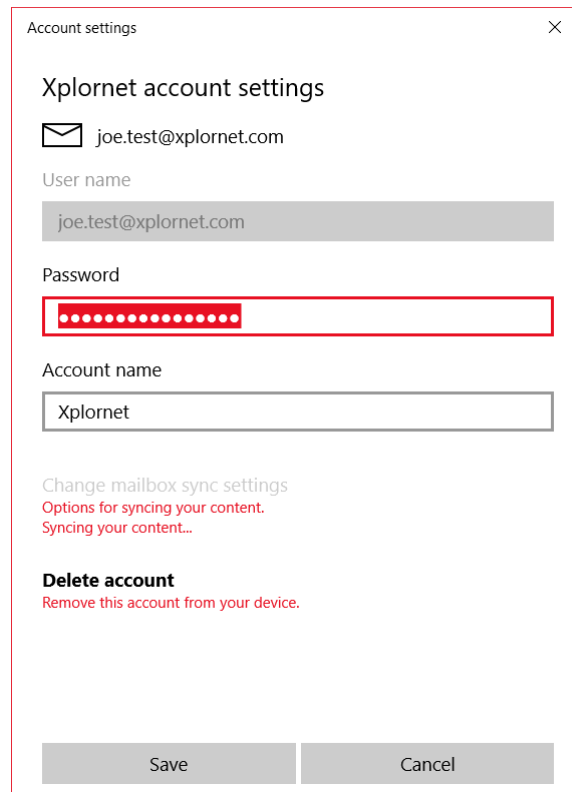 Account settings
Xplornet account settings
joe.test@xplornet.com
User name
joe.test@xplornet.com
Password
●●●●●●●●●●●●●●●●
Account name
Xplornet
Change mailbox sync settings
Options for syncing your content.
Syncing your content...
Delete account
Remove this account from your device.
Save
Cancel